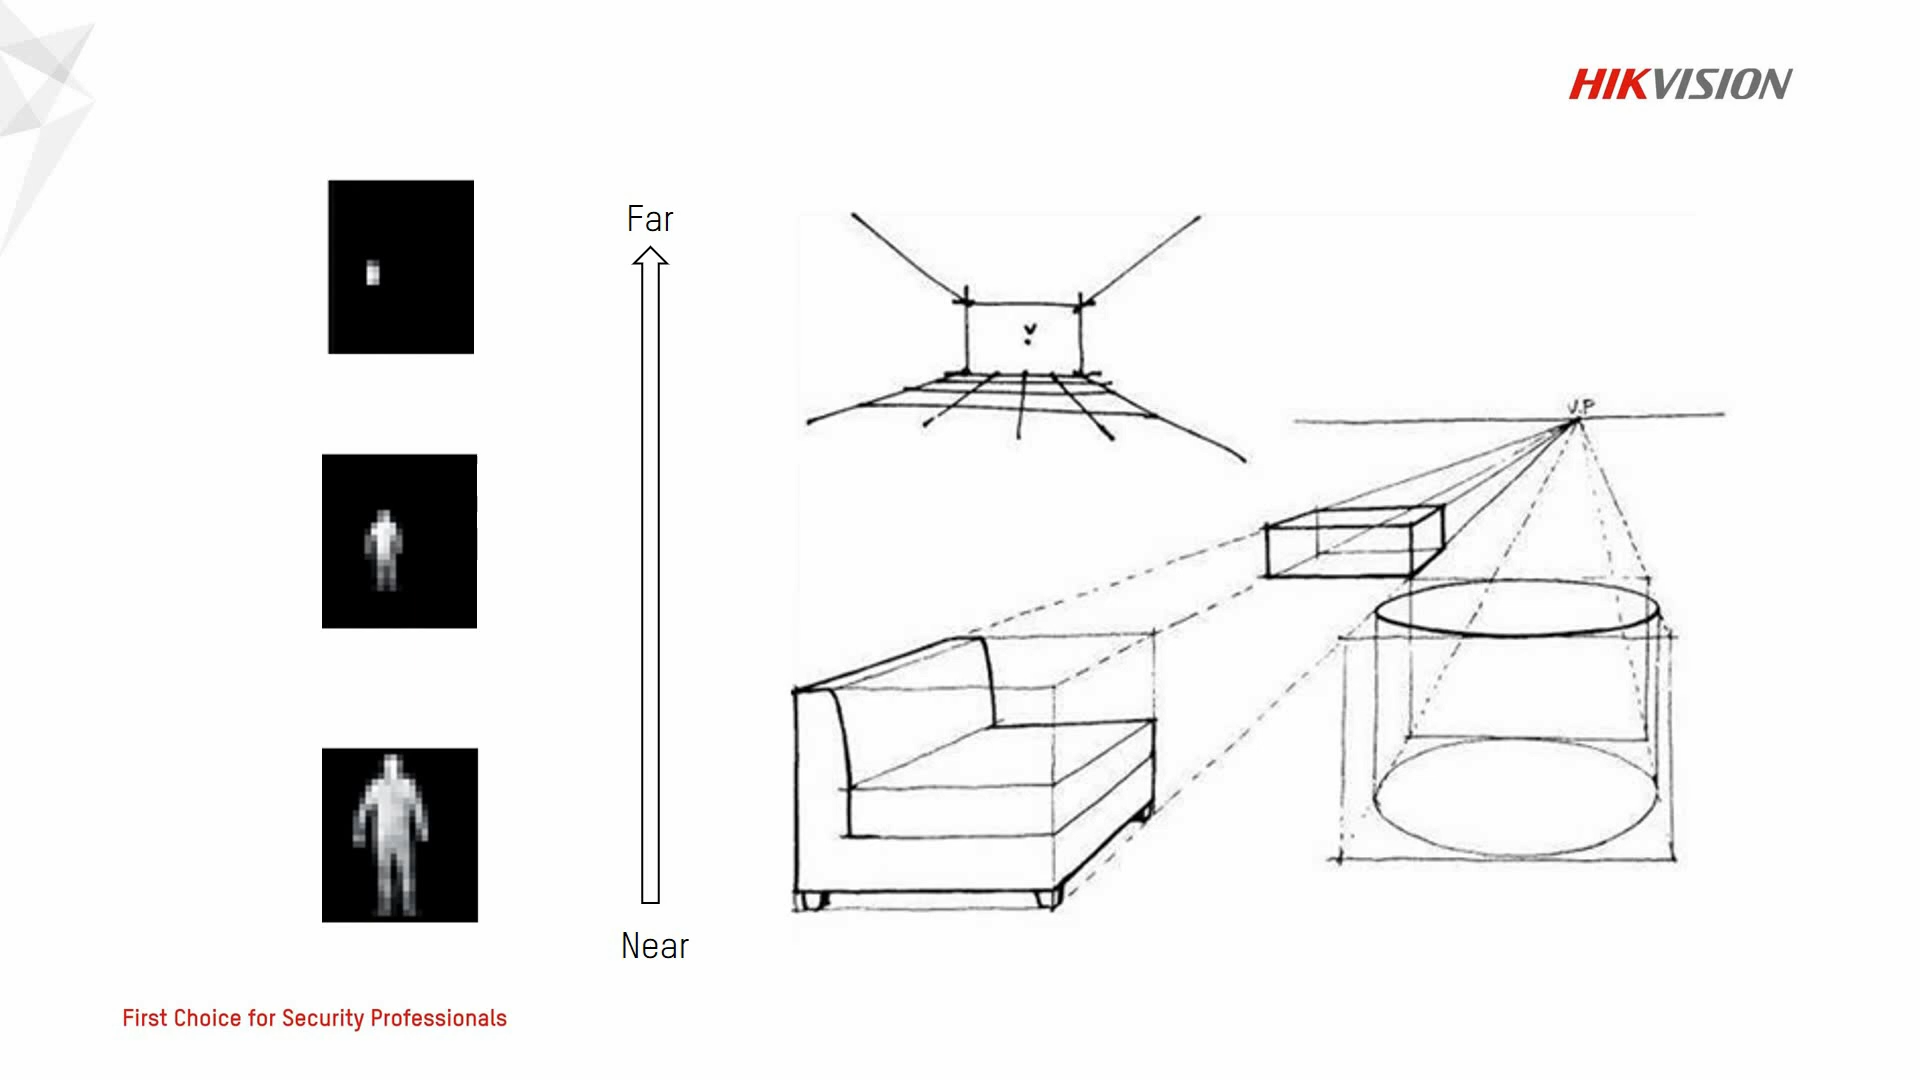 HIKVISION
Far
V
V.P
Near
First Choice for Security Professionals